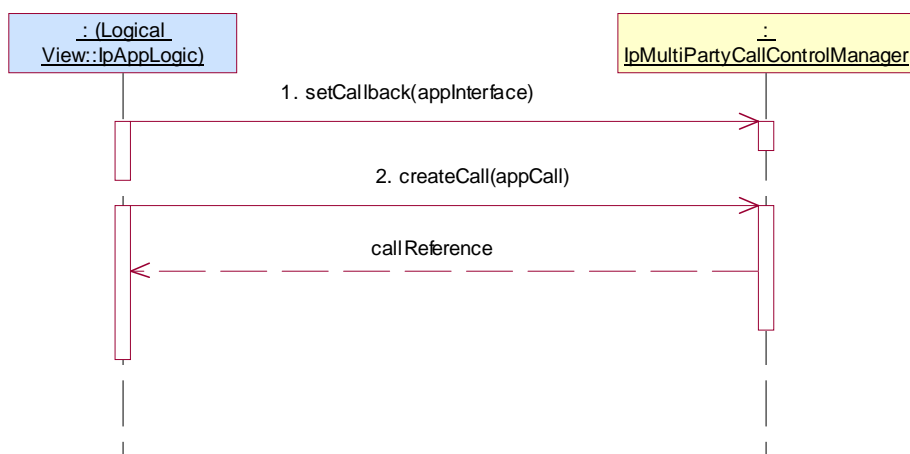 : (Logical
View::IpAppLogic)
:
IpMultiPartyCallControlManager
1. setCallback(appInterface)
2. createCall(appCall)
callReference